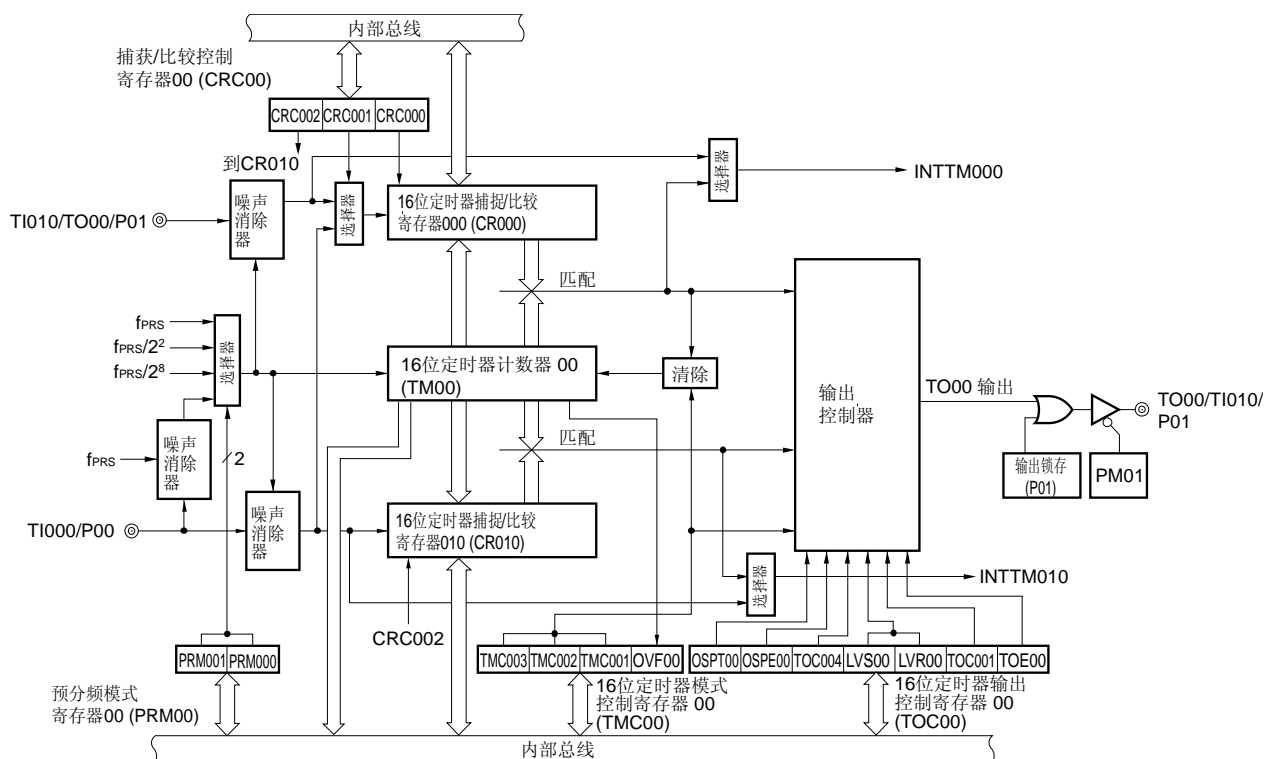 内部总线
捕获/比较控制
寄存器00 (CRC00)
CRC002 CRC001 CRC000
到CR010
选择器
INTTM000
噪声
消除
器
选择器
16位定时器捕捉/比较
寄存器000 (CR000)
TI010/TO00/P01
匹配
fPRS
fPRS/2²
fPRS/2⁸
选择器
16位定时器计数器 00
(TM00)
清除
输出
控制器
TO00 输出
TO00/TI010/
P01
噪声
消除
器
fPRS
2
匹配
输出锁存
(P01)
PM01
TI000/P00
噪声
消除
器
16位定时器捕捉/比较
寄存器010 (CR010)
选择器
INTTM010
CRC002
PRM001 PRM000
TMC003 TMC002 TMC001 OVF00
OSPT00 OSPE00 TOC004 LVS00 LVR00 TOC001 TOE00
预分频模式
寄存器00 (PRM00)
16位定时器模式
控制寄存器 00
(TMC00)
16位定时器输出
控制寄存器 00
(TOC00)
内部总线